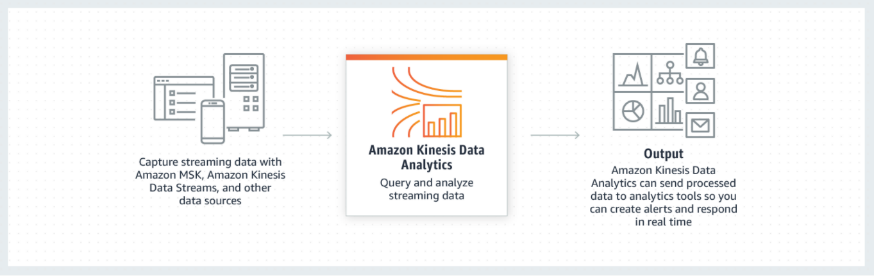 Capture streaming data with
Amazon MSK, Amazon Kinesis
Data Streams, and other
data sources
Amazon Kinesis Data
Analytics
Query and analyze
streaming data
Output
Amazon Kinesis Data
Analytics can send processed
data to analytics tools so you
can create alerts and respond
in real time